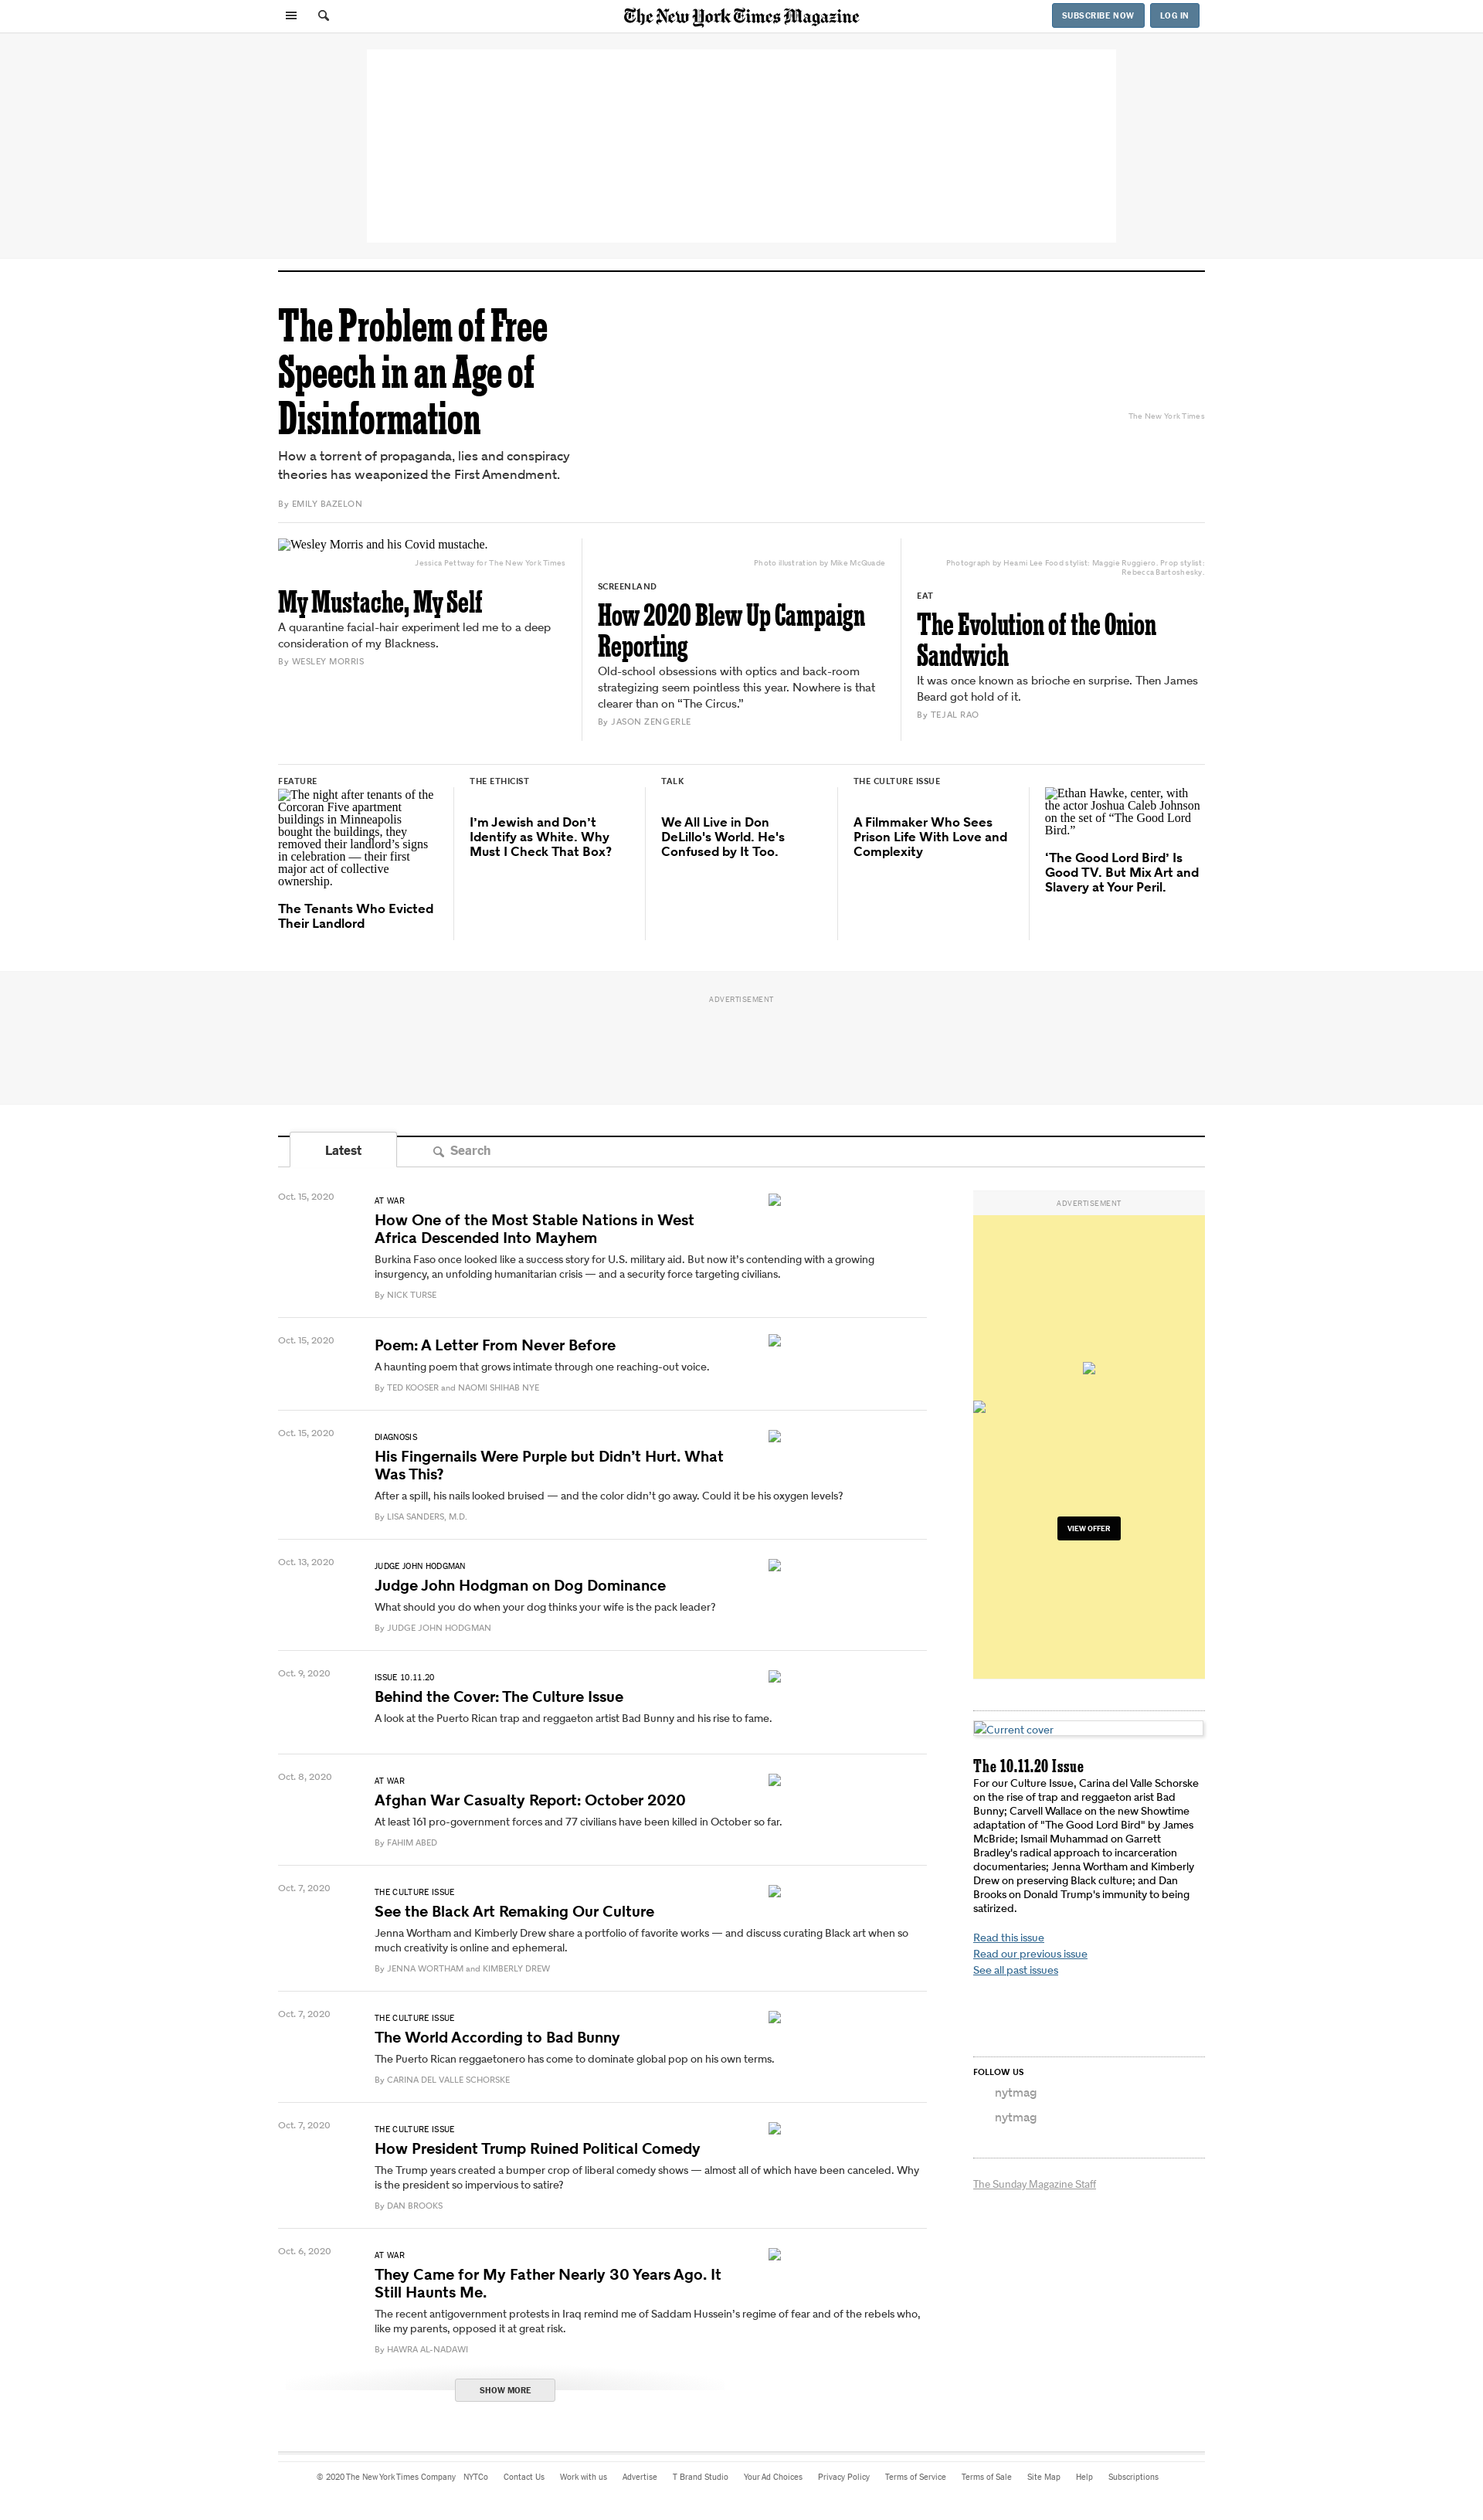 The New York Times Magazine
SUBSCRIBE NOW
LOG IN
The Problem of Free
Speech in an Age of
Disinformation
How a torrent of propaganda, lies and conspiracy
theories has weaponized the First Amendment.
By EMILY BAZELON
The New York Times
Wesley Morris and his Covid mustache.
Jessica Pettway for The New York Times
My Mustache, My Self
A quarantine facial-hair experiment led me to a deep
consideration of my Blackness.
By WESLEY MORRIS
Photo illustration by Mike McQuade
SCREENLAND
How 2020 Blew Up Campaign
Reporting
Old-school obsessions with optics and back-room
strategizing seem pointless this year. Nowhere is that
clearer than on “The Circus.”
By JASON ZENGERLE
Photograph by Heami Lee Food stylist: Maggie Ruggiero. Prop stylist:
Rebecca Bartoshesky.
EAT
The Evolution of the Onion
Sandwich
It was once known as brioche en surprise. Then James
Beard got hold of it.
By TEJAL RAO
FEATURE
The night after tenants of the
Corcoran Five apartment
buildings in Minneapolis
bought the buildings, they
removed their landlord’s signs
in celebration — their first
major act of collective
ownership.
The Tenants Who Evicted
Their Landlord
THE ETHICIST
I’m Jewish and Don’t
Identify as White. Why
Must I Check That Box?
TALK
We All Live in Don
DeLillo's World. He's
Confused by It Too.
THE CULTURE ISSUE
A Filmmaker Who Sees
Prison Life With Love and
Complexity
Ethan Hawke, center, with
the actor Joshua Caleb Johnson
on the set of “The Good Lord
Bird.”
'The Good Lord Bird’ Is
Good TV. But Mix Art and
Slavery at Your Peril.
ADVERTISEMENT
Latest
Search
Oct. 15, 2020
AT WAR
How One of the Most Stable Nations in West
Africa Descended Into Mayhem
Burkina Faso once looked like a success story for U.S. military aid. But now it’s contending with a growing
insurgency, an unfolding humanitarian crisis — and a security force targeting civilians.
By NICK TURSE
Oct. 15, 2020
Poem: A Letter From Never Before
A haunting poem that grows intimate through one reaching-out voice.
By TED KOOSER and NAOMI SHIHAB NYE
Oct. 15, 2020
DIAGNOSIS
His Fingernails Were Purple but Didn’t Hurt. What
Was This?
After a spill, his nails looked bruised — and the color didn’t go away. Could it be his oxygen levels?
By LISA SANDERS, M.D.
Oct. 13, 2020
JUDGE JOHN HODGMAN
Judge John Hodgman on Dog Dominance
What should you do when your dog thinks your wife is the pack leader?
By JUDGE JOHN HODGMAN
Oct. 9, 2020
ISSUE 10.11.20
Behind the Cover: The Culture Issue
A look at the Puerto Rican trap and reggaeton artist Bad Bunny and his rise to fame.
Oct. 8, 2020
AT WAR
Afghan War Casualty Report: October 2020
At least 161 pro-government forces and 77 civilians have been killed in October so far.
By FAHIM ABED
Oct. 7, 2020
THE CULTURE ISSUE
See the Black Art Remaking Our Culture
Jenna Wortham and Kimberly Drew share a portfolio of favorite works — and discuss curating Black art when so
much creativity is online and ephemeral.
By JENNA WORTHAM and KIMBERLY DREW
Oct. 7, 2020
THE CULTURE ISSUE
The World According to Bad Bunny
The Puerto Rican reggaetonero has come to dominate global pop on his own terms.
By CARINA DEL VALLE SCHORSKE
Oct. 7, 2020
THE CULTURE ISSUE
How President Trump Ruined Political Comedy
The Trump years created a bumper crop of liberal comedy shows — almost all of which have been canceled. Why
is the president so impervious to satire?
By DAN BROOKS
Oct. 6, 2020
AT WAR
They Came for My Father Nearly 30 Years Ago. It
Still Haunts Me.
The recent antigovernment protests in Iraq remind me of Saddam Hussein’s regime of fear and of the rebels who,
like my parents, opposed it at great risk.
By HAWRA AL-NADAWI
SHOW MORE
ADVERTISEMENT
VIEW OFFER
Current cover
The 10.11.20 Issue
For our Culture Issue, Carina del Valle Schorske
on the rise of trap and reggaeton arist Bad
Bunny; Carvell Wallace on the new Showtime
adaptation of "The Good Lord Bird" by James
McBride; Ismail Muhammad on Garrett
Bradley's radical approach to incarceration
documentaries; Jenna Wortham and Kimberly
Drew on preserving Black culture; and Dan
Brooks on Donald Trump's immunity to being
satirized.
Read this issue
Read our previous issue
See all past issues
FOLLOW US
nytmag
nytmag
The Sunday Magazine Staff
© 2020 The New York Times Company NYTCo Contact Us Work with us Advertise T Brand Studio Your Ad Choices Privacy Policy Terms of Service Terms of Sale Site Map Help Subscriptions